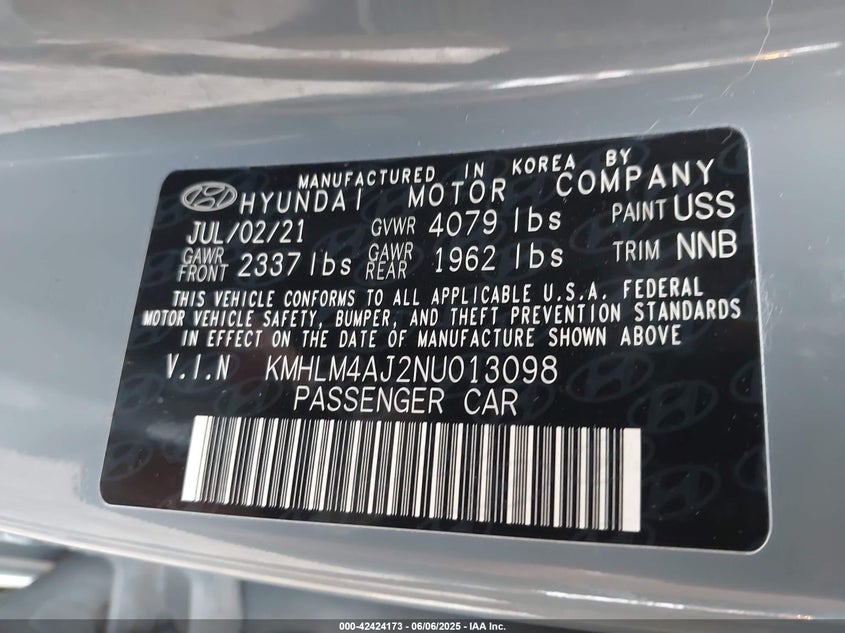 MANUFACTURED IN KOREA BY
HYUNDAI MOTOR COMPANY
JUL/02/21 GVWR 4079 lbs PAINT USS
GAWR FRONT 2337 lbs GAWR REAR 1962 lbs TRIM NNB
THIS VEHICLE CONFORMS TO ALL APPLICABLE U.S.A. FEDERAL
MOTOR VEHICLE SAFETY, BUMPER, AND THEFT PREVENTION STANDARDS
IN EFFECT ON THE DATE OF MANUFACTURE SHOWN ABOVE
V.I.N KMHLM4AJ2NU013098
PASSENGER CAR
000-42424173 - 06/06/2025 - IAA Inc.